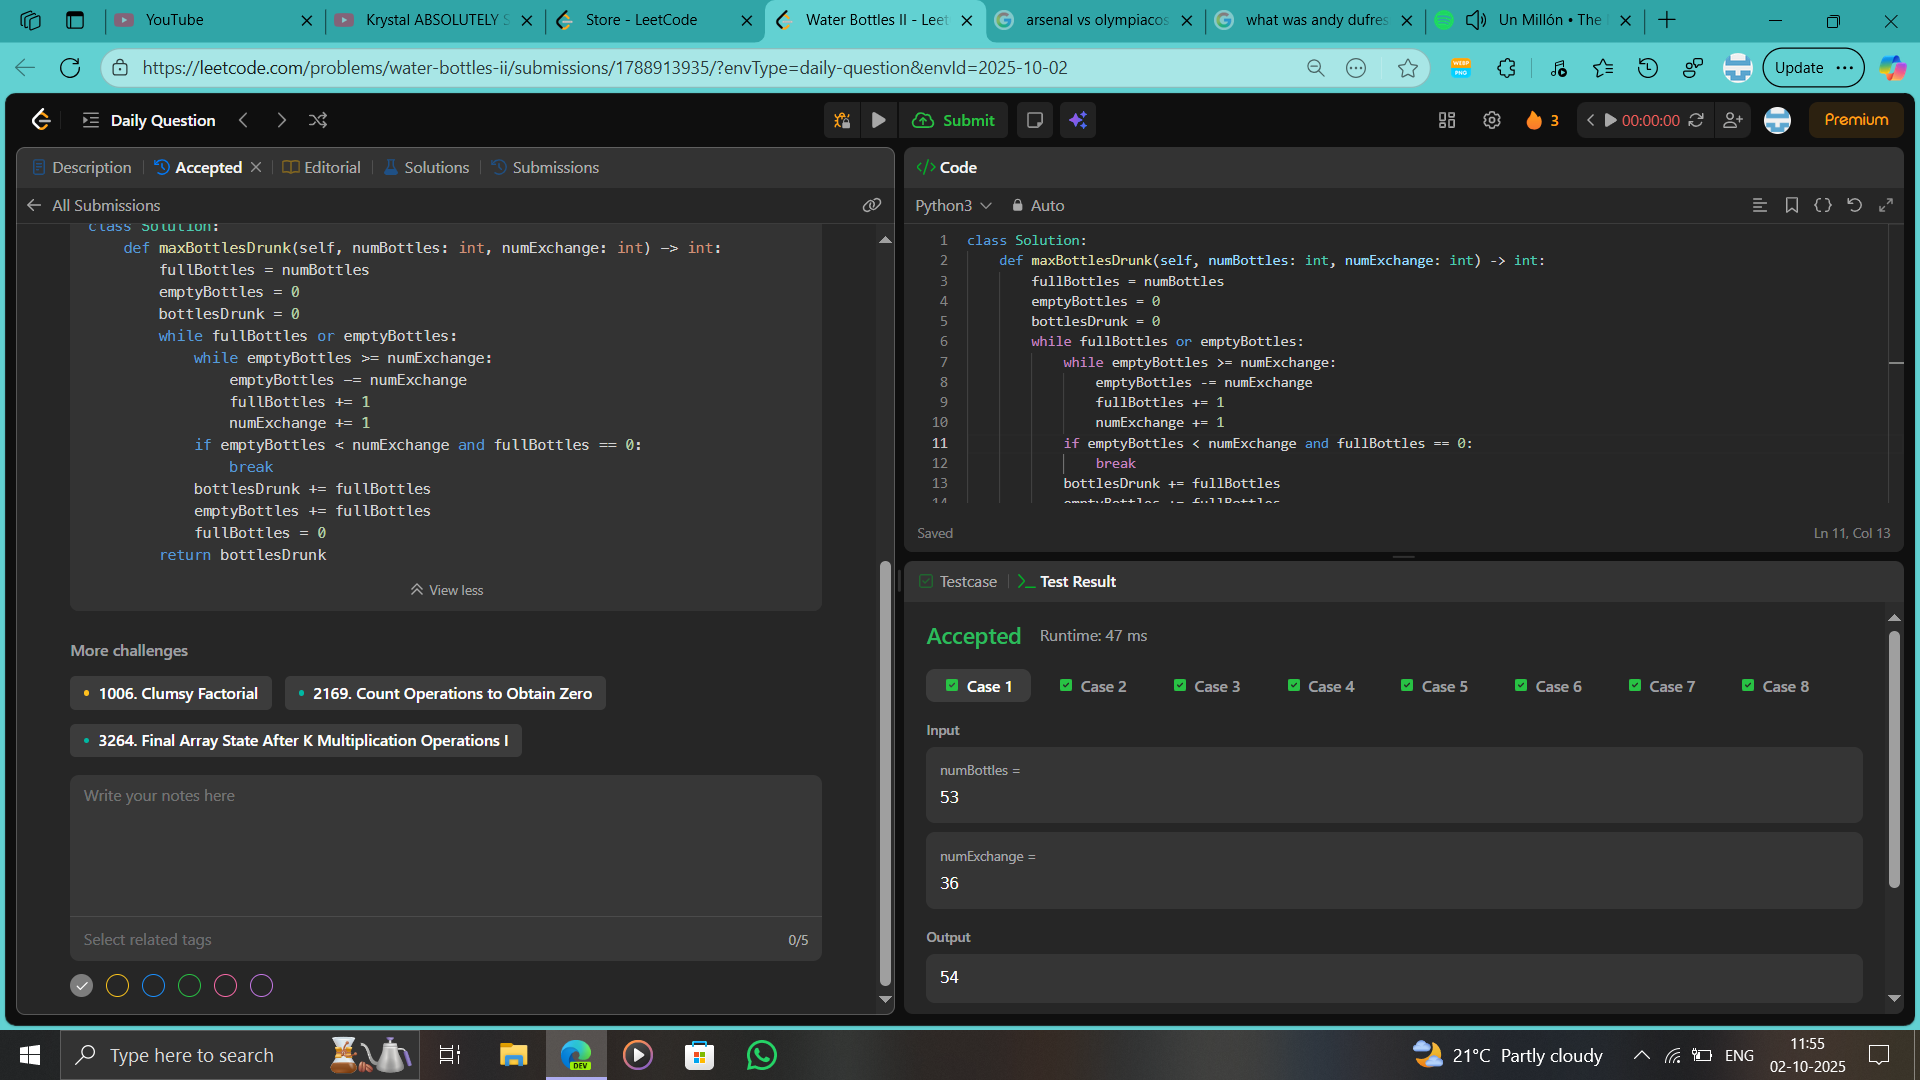 YouTube
Krystal ABSOLUTELY S
Store - LeetCode
Water Bottles II - Leet
arsenal vs olympiacos
what was andy dufres
Un Millón • The
https://leetcode.com/problems/water-bottles-ii/submissions/1788913935/?envType=daily-question&envId=2025-10-02
WEBP
PNG
Update
Daily Question
Submit
3
00:00:00
Premium
Description
Accepted
Editorial
Solutions
Submissions
All Submissions
class Solution:
def maxBottlesDrunk(self, numBottles: int, numExchange: int) -> int:
fullBottles = numBottles
emptyBottles = 0
bottlesDrunk = 0
while fullBottles or emptyBottles:
while emptyBottles >= numExchange:
emptyBottles -= numExchange
fullBottles += 1
numExchange += 1
if emptyBottles < numExchange and fullBottles == 0:
break
bottlesDrunk += fullBottles
emptyBottles += fullBottles
fullBottles = 0
return bottlesDrunk
View less
More challenges
1006. Clumsy Factorial
2169. Count Operations to Obtain Zero
3264. Final Array State After K Multiplication Operations I
Write your notes here
Select related tags
0/5
</> Code
Python3
Auto
1 class Solution:
2 def maxBottlesDrunk(self, numBottles: int, numExchange: int) -> int:
3 fullBottles = numBottles
4 emptyBottles = 0
5 bottlesDrunk = 0
6 while fullBottles or emptyBottles:
7 while emptyBottles >= numExchange:
8 emptyBottles -= numExchange
9 fullBottles += 1
10 numExchange += 1
11 if emptyBottles < numExchange and fullBottles == 0:
12 break
13 bottlesDrunk += fullBottles
14 emptyBottles += fullBottles
Saved
Ln 11, Col 13
Testcase
Test Result
Accepted
Runtime: 47 ms
Case 1
Case 2
Case 3
Case 4
Case 5
Case 6
Case 7
Case 8
Input
numBottles =
53
numExchange =
36
Output
54
Type here to search
DEV
21°C Partly cloudy
ENG
11:55
02-10-2025